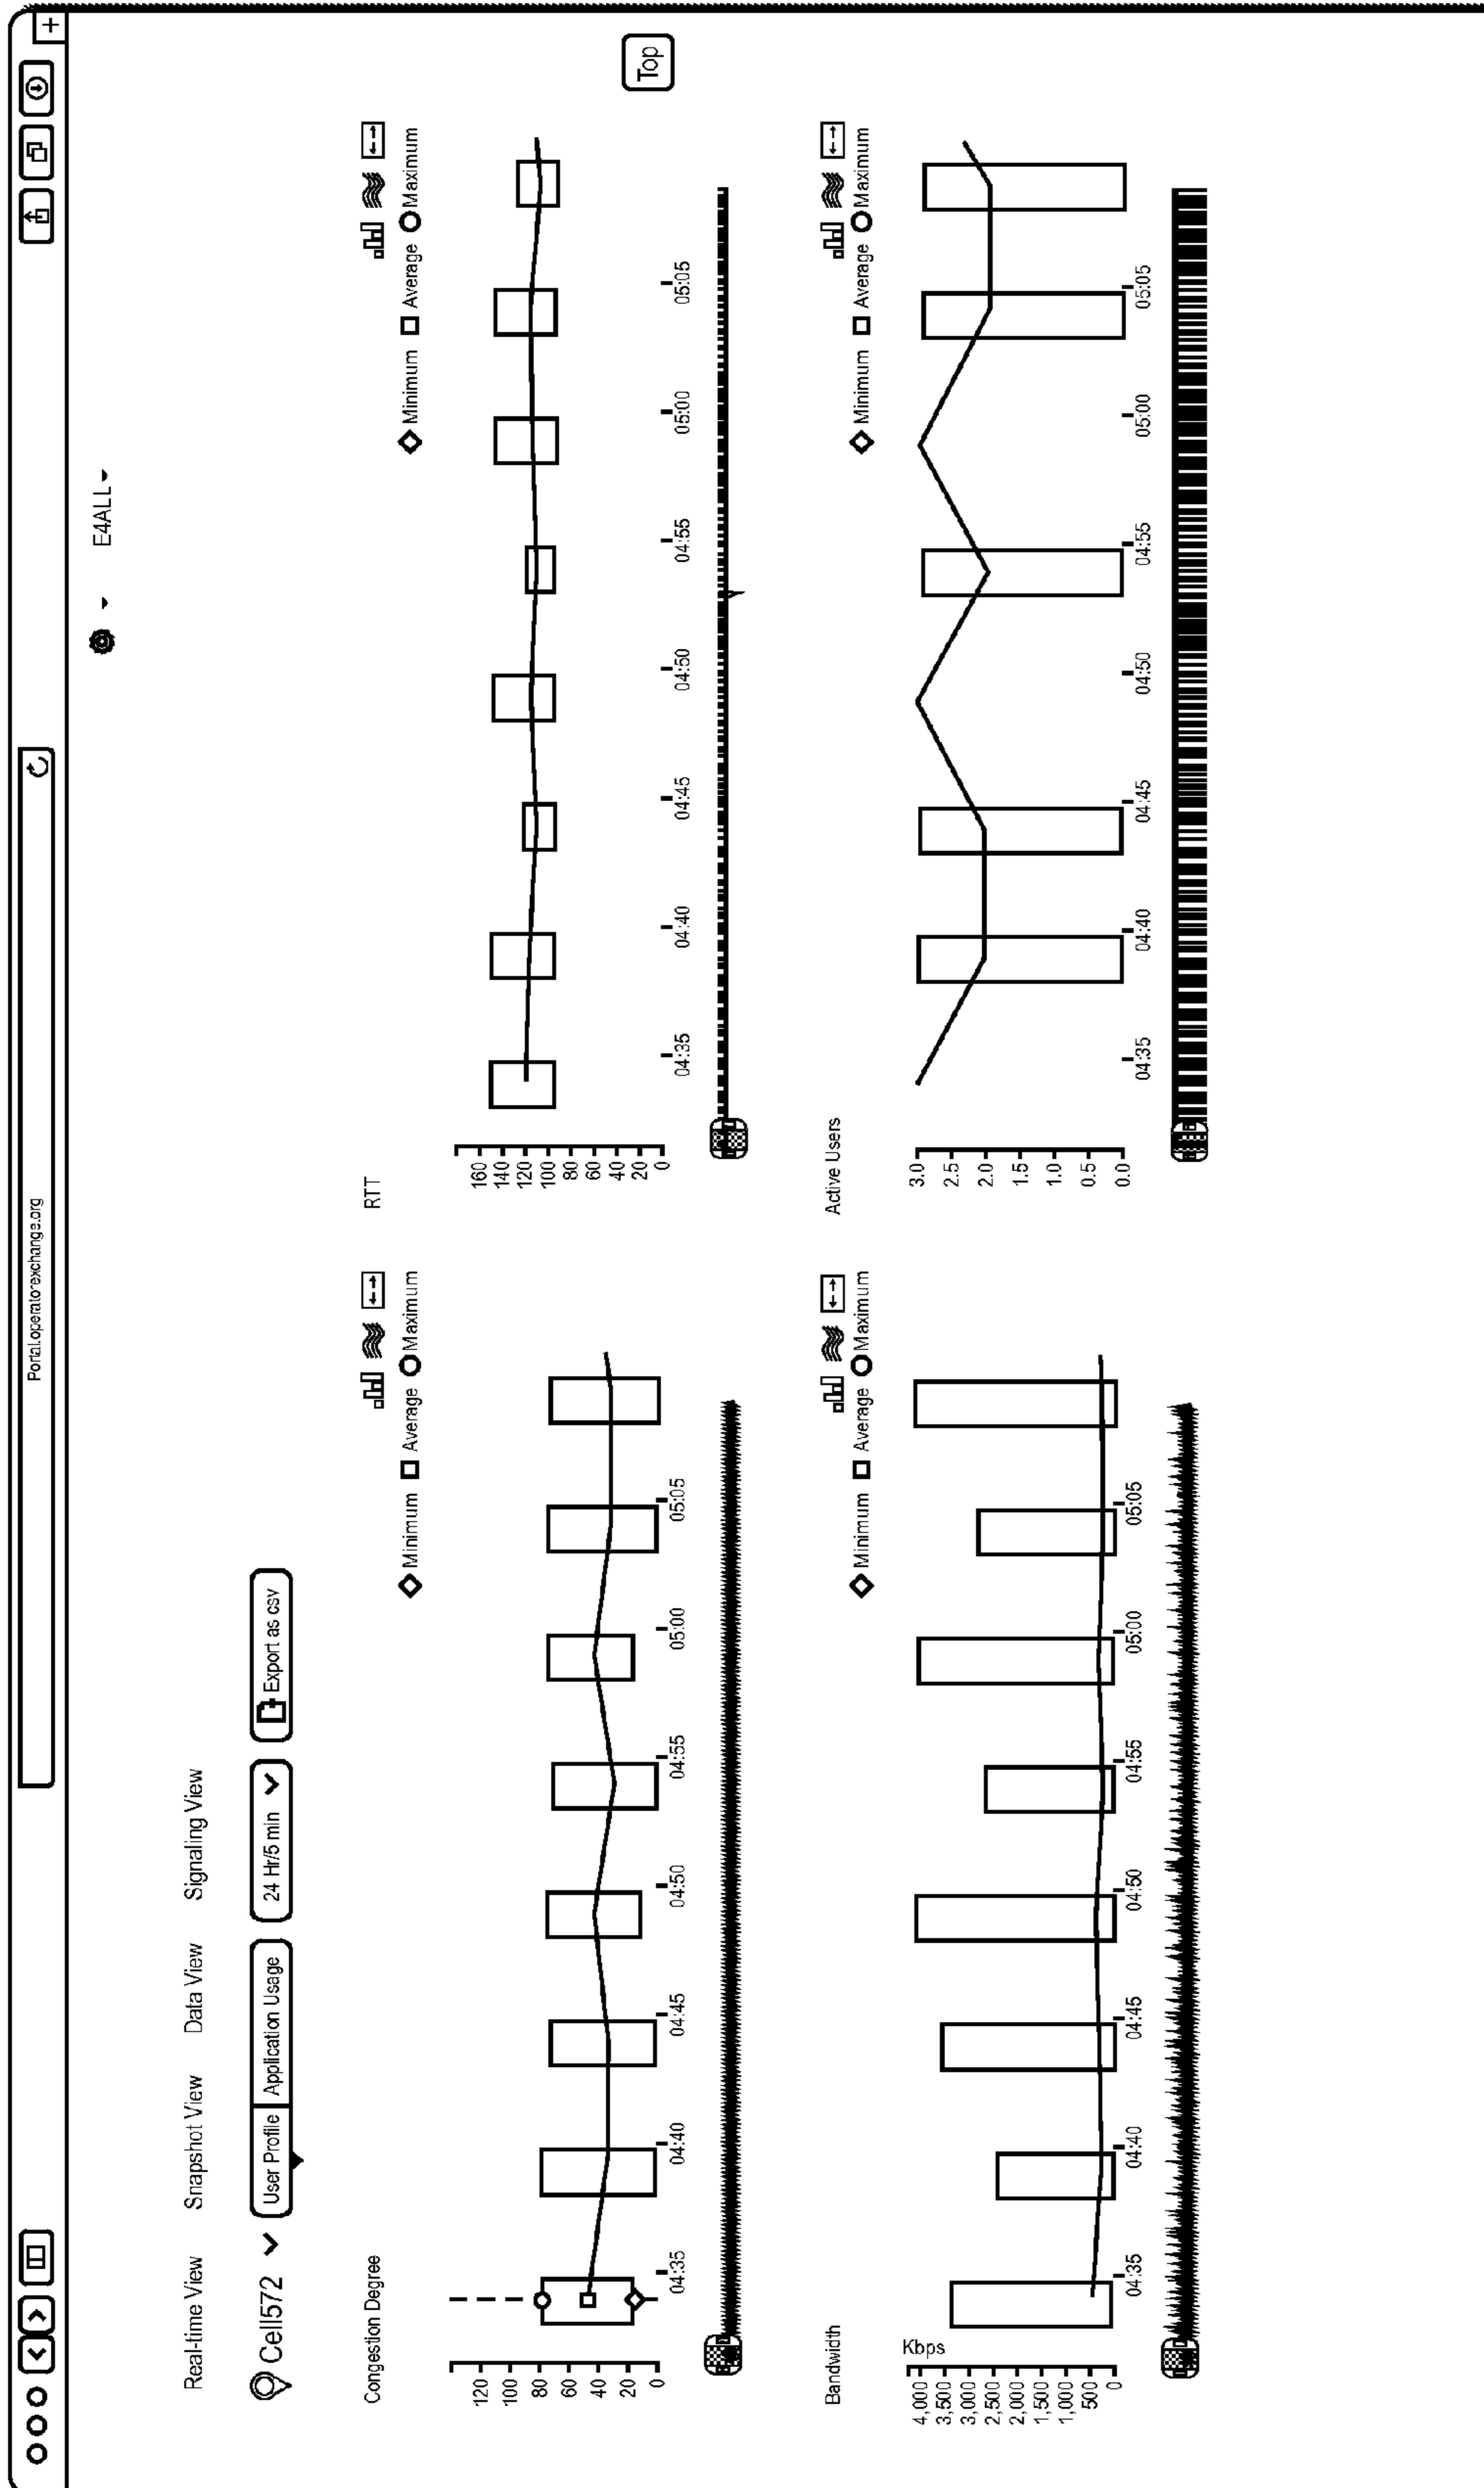 Portal.operatorexchange.org
+
E4ALL
Real-time View Snapshot View Data View Signaling View
Cell572 User Profile Application Usage 24 Hr/5 min Export as csv
Congestion Degree
Minimum Average Maximum
120
100
80
60
40
20
0
04:35 04:40 04:45 04:50 04:55 05:00 05:05
RTT
Minimum Average Maximum
160
140
120
100
80
60
40
20
0
04:35 04:40 04:45 04:50 04:55 05:00 05:05
Top
Bandwidth
Minimum Average Maximum
Kbps
4,000
3,500
3,000
2,500
2,000
1,500
1,000
500
0
04:35 04:40 04:45 04:50 04:55 05:00 05:05
Active Users
Minimum Average Maximum
3.0
2.5
2.0
1.5
1.0
0.5
0.0
04:35 04:40 04:45 04:50 04:55 05:00 05:05